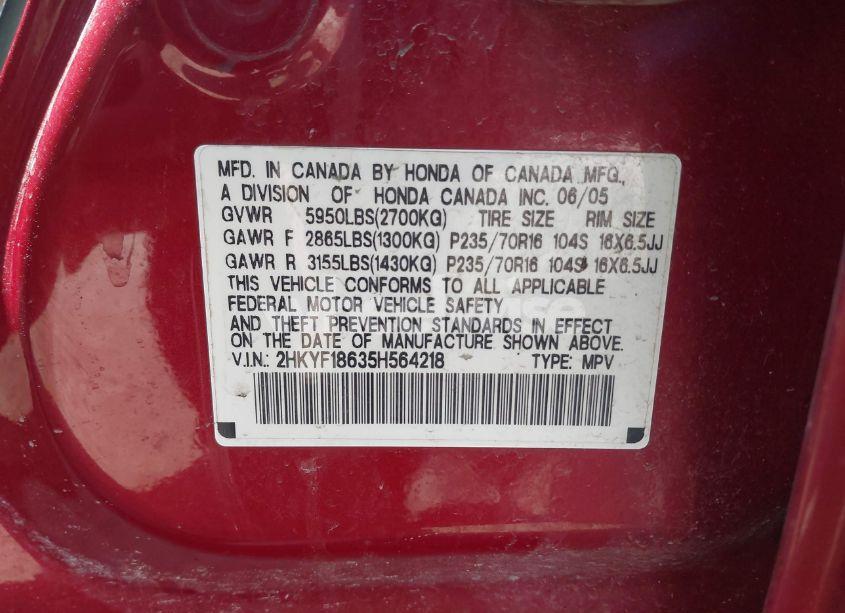 MFD. IN CANADA BY HONDA OF CANADA MFG.,
A DIVISION OF HONDA CANADA INC. 06/05
GVWR 5950LBS(2700KG) TIRE SIZE RIM SIZE
GAWR F 2865LBS(1300KG) P235/70R16 104S 16X6.5JJ
GAWR R 3155LBS(1430KG) P235/70R16 104S 16X6.5JJ
THIS VEHICLE CONFORMS TO ALL APPLICABLE
FEDERAL MOTOR VEHICLE SAFETY
AND THEFT PREVENTION STANDARDS IN EFFECT
ON THE DATE OF MANUFACTURE SHOWN ABOVE.
V.I.N.: 2HKYF18635H564218 TYPE: MPV